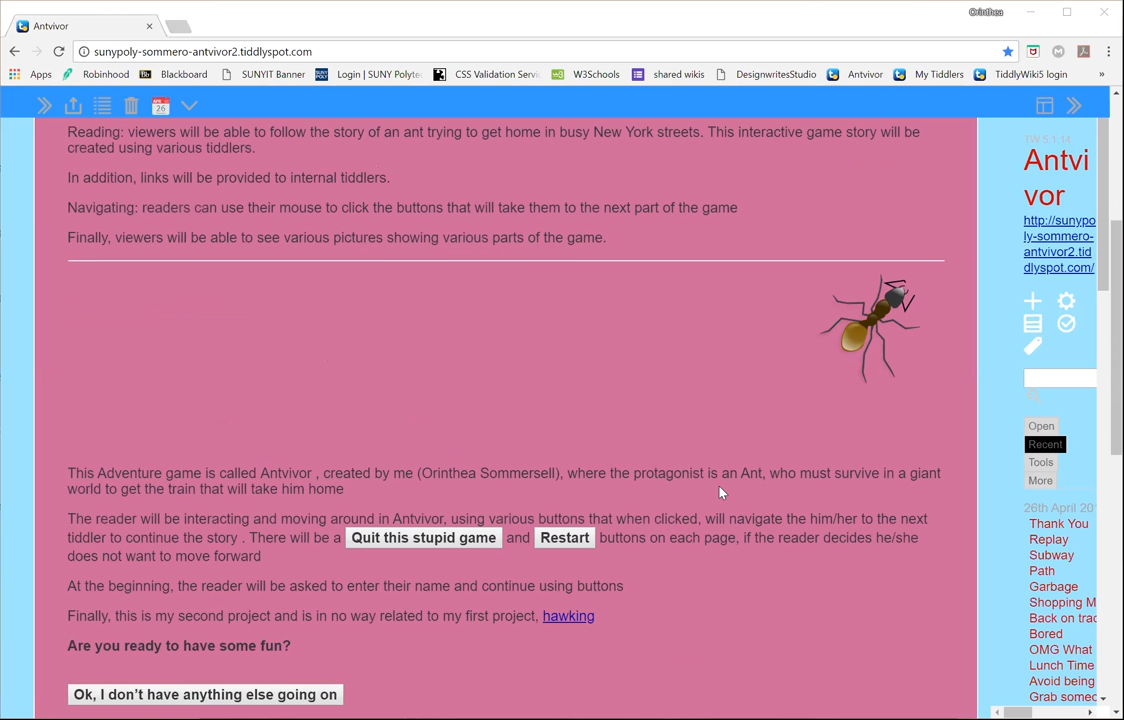 Orinthea
Antvivor
sunypoly-sommero-antvivor2.tiddlyspot.com
Apps Robinhood Blackboard SUNYIT Banner Login | SUNY Polytec CSS Validation Servic W3Schools shared wikis DesignwritesStudio Antvivor My Tiddlers TiddlyWiki5 login »
Reading: viewers will be able to follow the story of an ant trying to get home in busy New York streets. This interactive game story will be
created using various tiddlers.
In addition, links will be provided to internal tiddlers.
Navigating: readers can use their mouse to click the buttons that will take them to the next part of the game
Finally, viewers will be able to see various pictures showing various parts of the game.
This Adventure game is called Antvivor , created by me (Orinthea Sommersell), where the protagonist is an Ant, who must survive in a giant
world to get the train that will take him home
The reader will be interacting and moving around in Antvivor, using various buttons that when clicked, will navigate the him/her to the next
tiddler to continue the story . There will be a Quit this stupid game and Restart buttons on each page, if the reader decides he/she
does not want to move forward
At the beginning, the reader will be asked to enter their name and continue using buttons
Finally, this is my second project and is in no way related to my first project, hawking
Are you ready to have some fun?
Ok, I don't have anything else going on
TW 5.1.14
Antvi
vor
http://sunypo
ly-sommero-
antvivor2.tid
dlyspot.com/
Open
Recent
Tools
More
26th April 20
Thank You
Replay
Subway
Path
Garbage
Shopping M
Back on trac
Bored
OMG What
Lunch Time
Avoid being
Grab someo